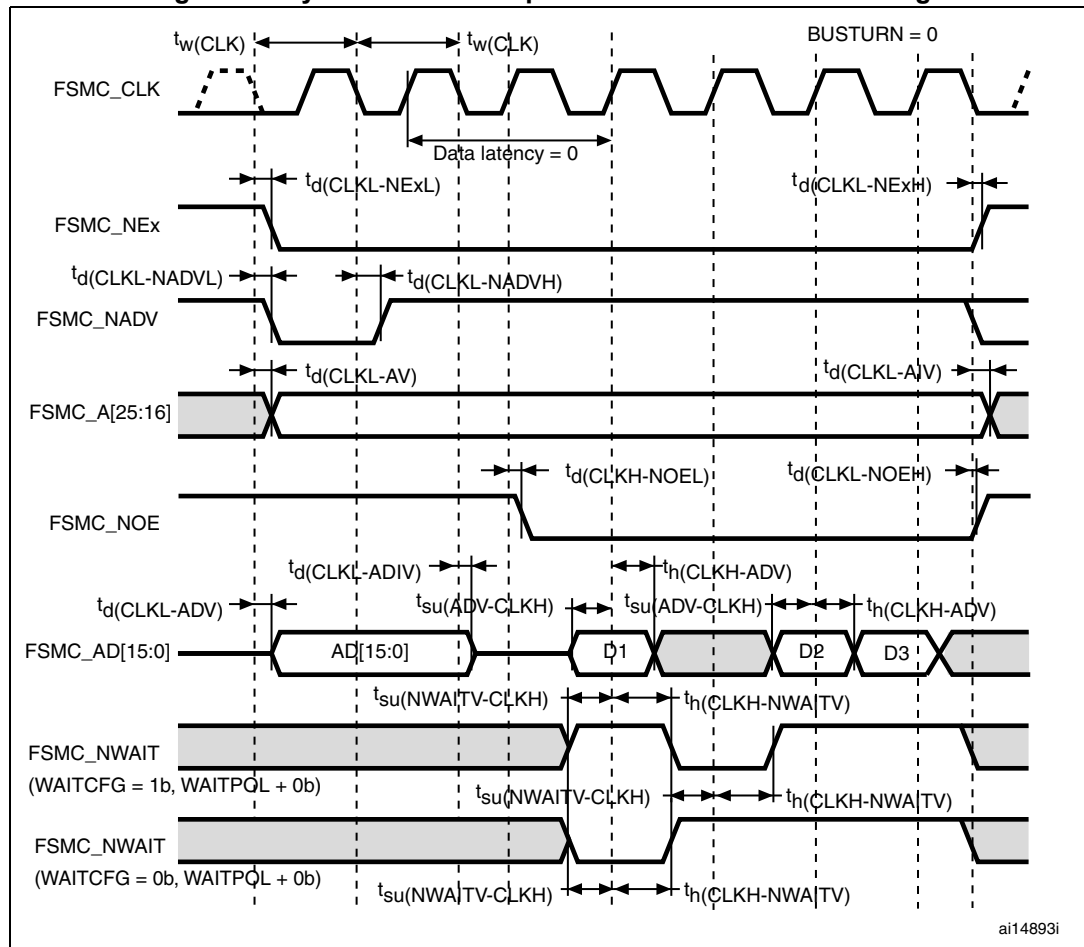 BUSTURN = 0
tw(CLK)
tw(CLK)
FSMC_CLK
Data latency = 0
td(CLKL-NExL)
td(CLKL-NExH)
FSMC_NEx
td(CLKL-NADVL)
td(CLKL-NADVH)
FSMC_NADV
td(CLKL-AV)
td(CLKL-AIV)
FSMC_A[25:16]
td(CLKH-NOEL)
td(CLKL-NOEH)
FSMC_NOE
td(CLKL-ADIV)
th(CLKH-ADV)
td(CLKL-ADV)
tsu(ADV-CLKH)
tsu(ADV-CLKH)
th(CLKH-ADV)
FSMC_AD[15:0]
AD[15:0]
D1
D2
D3
tsu(NWAITV-CLKH)
th(CLKH-NWAITV)
FSMC_NWAIT
(WAITCFG = 1b, WAITPOL + 0b)
tsu(NWAITV-CLKH)
th(CLKH-NWAITV)
FSMC_NWAIT
(WAITCFG = 0b, WAITPOL + 0b)
tsu(NWAITV-CLKH)
th(CLKH-NWAITV)
ai14893i